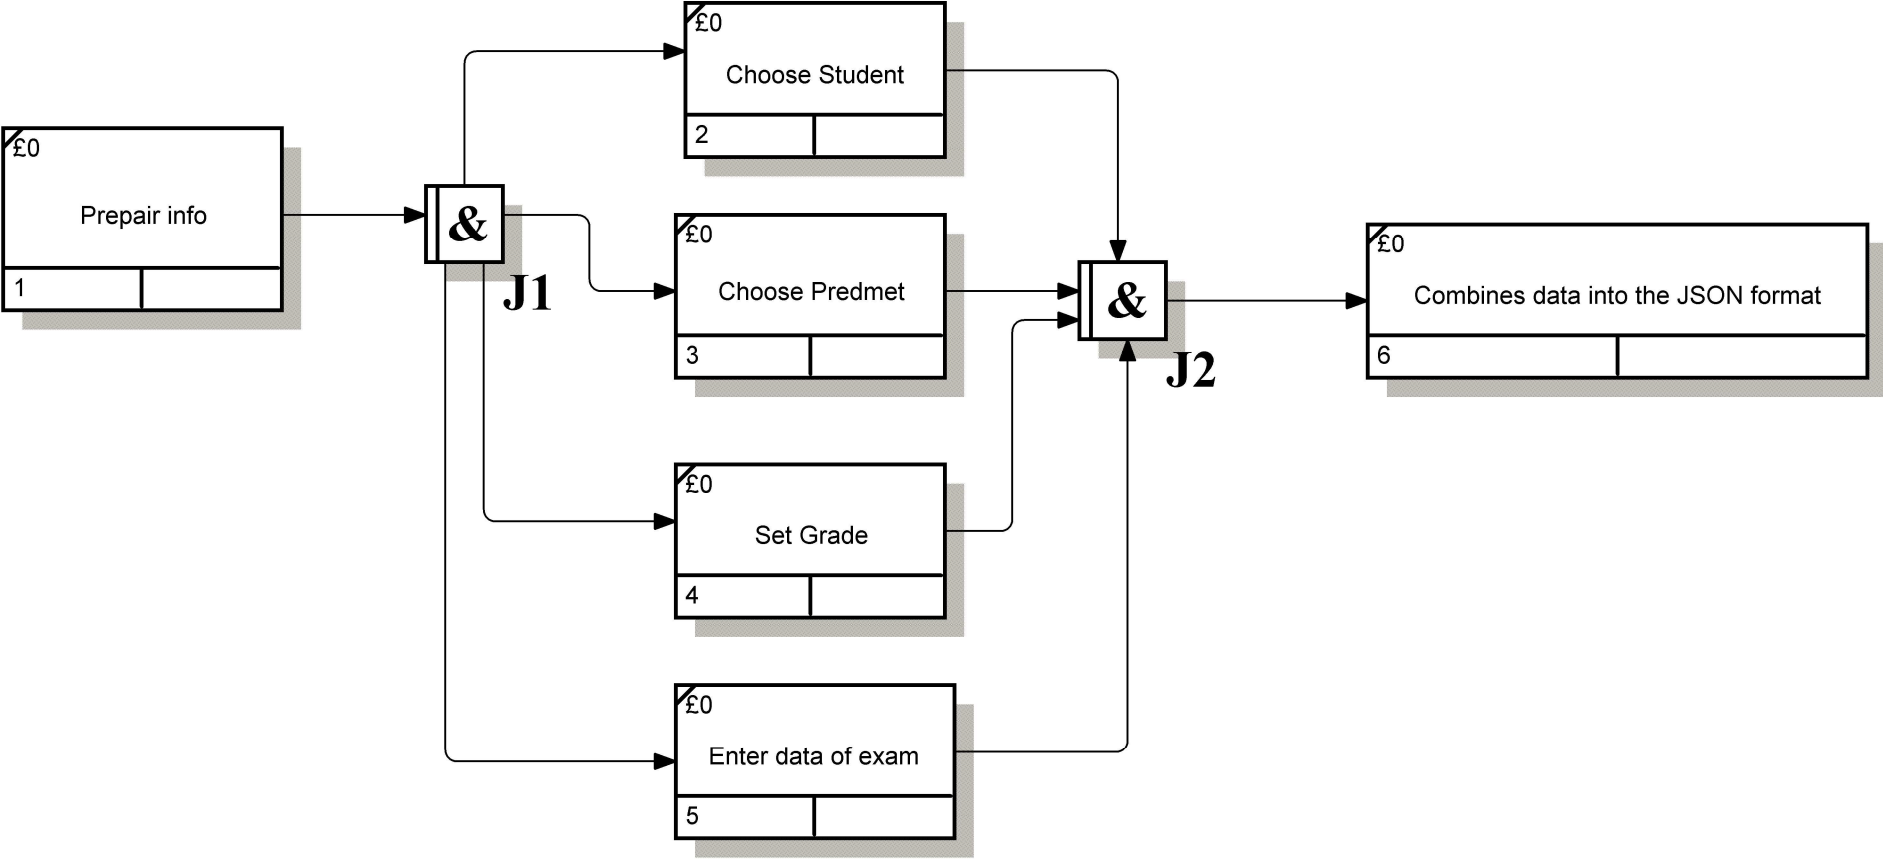 £0
Prepair info
1
&
J1
£0
Choose Student
2
£0
Choose Predmet
3
£0
Set Grade
4
£0
Enter data of exam
5
&
J2
£0
Combines data into the JSON format
6